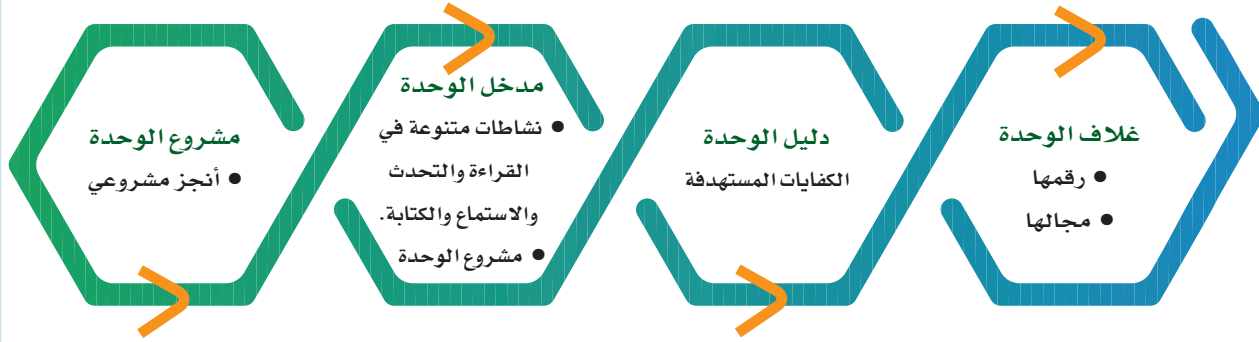 غلاف الوحدة
• رقمها
• مجالها
دليل الوحدة
الكفايات المستهدفة
مدخل الوحدة
• نشاطات متنوعة في
القراءة والتحدث
والاستماع والكتابة.
• مشروع الوحدة
مشروع الوحدة
• أنجز مشروعي